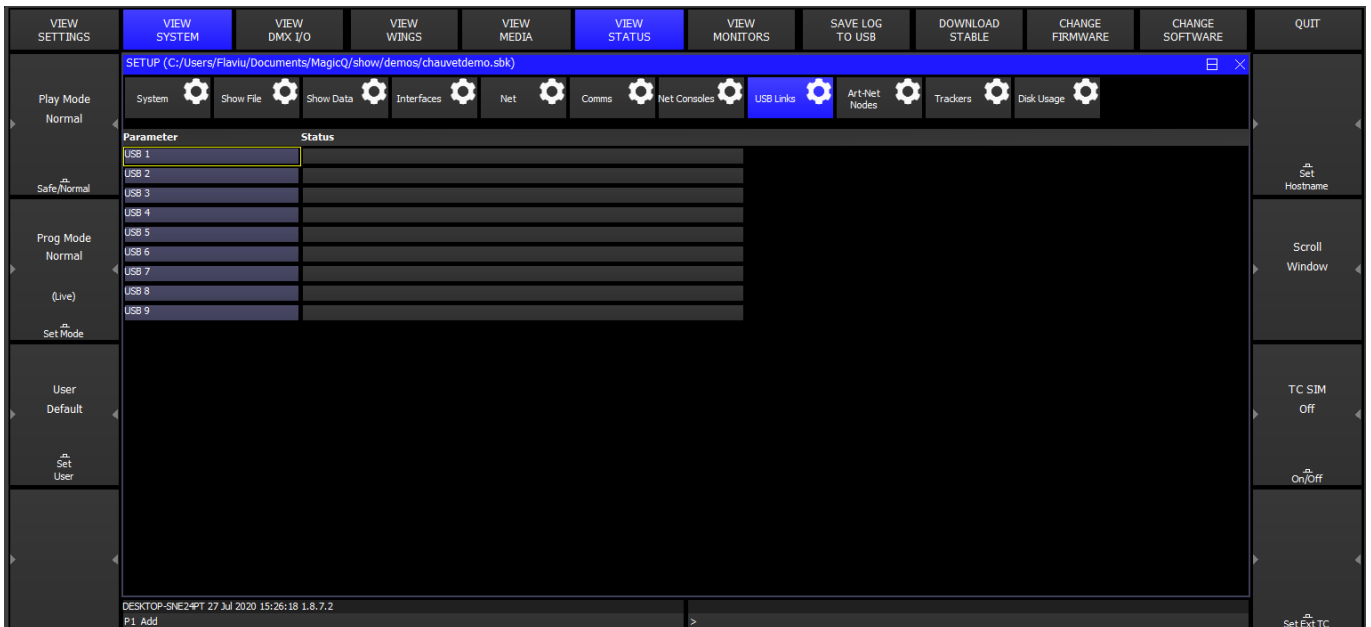 VIEW
SETTINGS
VIEW
SYSTEM
VIEW
DMX I/O
VIEW
WINGS
VIEW
MEDIA
VIEW
STATUS
VIEW
MONITORS
SAVE LOG
TO USB
DOWNLOAD
STABLE
CHANGE
FIRMWARE
CHANGE
SOFTWARE
QUIT
SETUP (C:/Users/Flaviu/Documents/MagicQ/show/demos/chauvetdemo.sbk)
System
Show File
Show Data
Interfaces
Net
Comms
Net Consoles
USB Links
Art-Net
Nodes
Trackers
Disk Usage
Play Mode
Normal
Safe/Normal
Prog Mode
Normal
(Live)
Set Mode
User
Default
Set
User
Parameter Status
USB 1
USB 2
USB 3
USB 4
USB 5
USB 6
USB 7
USB 8
USB 9
Set
Hostname
Scroll
Window
TC SIM
Off
On/Off
Set Ext TC
DESKTOP-SNE24PT 27 Jul 2020 15:26:18 1.8.7.2
P1 Add
>